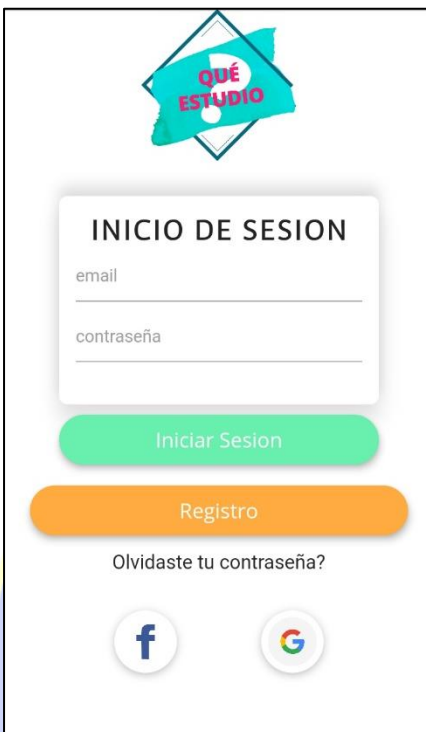 QUÉ
ESTUDIO
?
INICIO DE SESION
email
contraseña
Iniciar Sesion
Registro
Olvidaste tu contraseña?
f
G